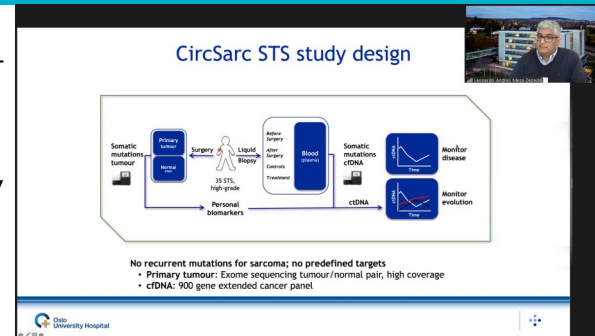 CircSarc STS study design
Leonardo Andres Meza Zepeda
Somatic
mutations
tumour
Primary
tumour
Normal
Surgery
Liquid
Biopsy
35 STS,
high-grade
Before
Surgery
After
Surgery
Controls
Treatment
Blood
(plasma)
Somatic
mutations
cfDNA
ctDNA
Time
Monitor
disease
Personal
biomarkers
ctDNA
ctDNA
Time
Monitor
evolution
No recurrent mutations for sarcoma; no predefined targets
• Primary tumour: Exome sequencing tumour/normal pair, high coverage
• cfDNA: 900 gene extended cancer panel
Oslo
University Hospital